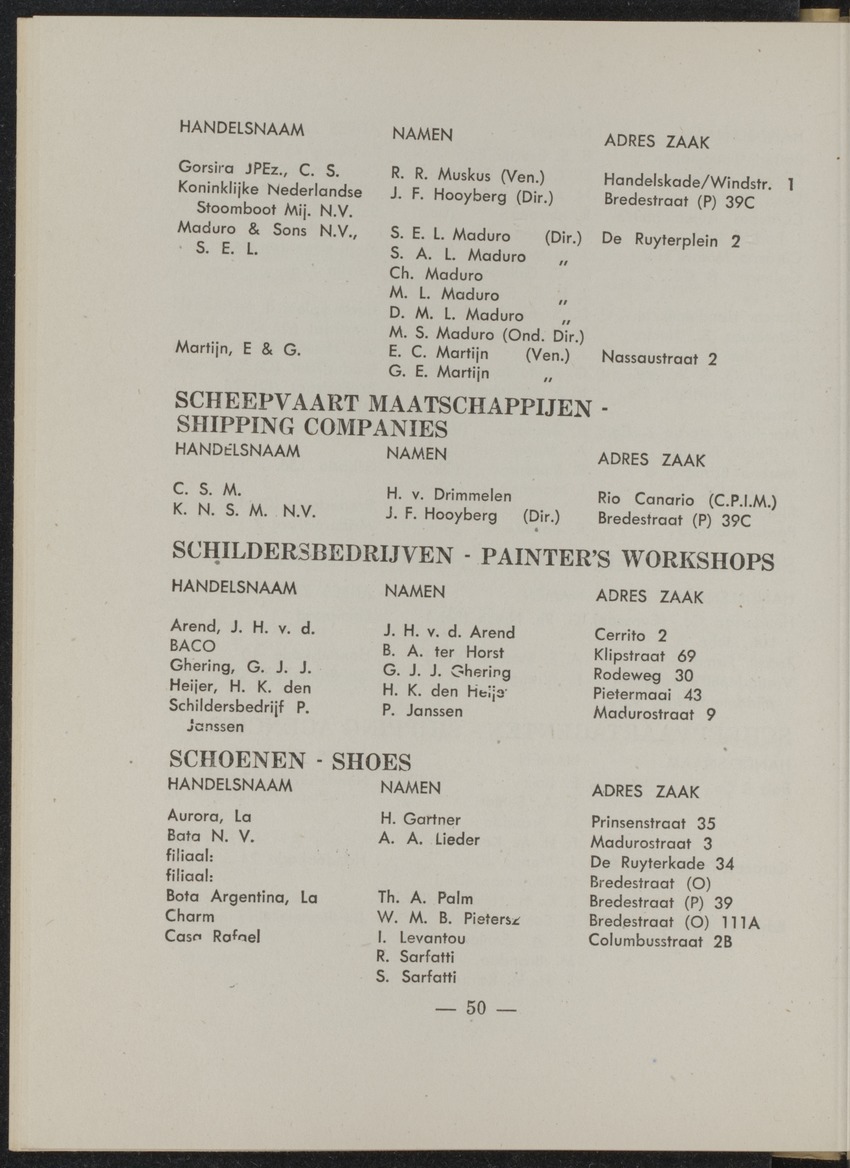 HANDELSNAAM NAMEN ADRES ZAAK
Gorsira JPEz., C. S. R. R. Muskus (Ven.) Handelskade/Windstr. 1
Koninklijke Nederlandse J. F. Hooyberg (Dir.) Bredestraat (P) 39C
Stoomboot Mij. N.V.
Maduro & Sons N.V., S. E. L. Maduro (Dir.) De Ruyterplein 2
S. E. L. S. A. L. Maduro „
Ch. Maduro
M. L. Maduro „
D. M. L. Maduro „
M. S. Maduro (Ond. Dir.)
Martijn, E & G. E. C. Martijn (Ven.) Nassaustraat 2
G. E. Martijn „
SCHEEPVAART MAATSCHAPPIJEN -
SHIPPING COMPANIES
HANDELSNAAM NAMEN ADRES ZAAK
C. S. M. H. v. Drimmelen Rio Canario (C.P.I.M.)
K. N. S. M. N.V. J. F. Hooyberg (Dir.) Bredestraat (P) 39C
SCHILDERSBEDRIJVEN - PAINTER'S WORKSHOPS
HANDELSNAAM NAMEN ADRES ZAAK
Arend, J. H. v. d. J. H. v. d. Arend Cerrito 2
BACO B. A. ter Horst Klipstraat 69
Ghering, G. J. J. G. J. J. Ghering Rodeweg 30
Heijer, H. K. den H. K. den Pietermaai 43
Schildersbedrijf P. P. Janssen Madurostraat 9
Janssen
SCHOENEN - SHOES
HANDELSNAAM NAMEN ADRES ZAAK
Aurora, La H. Gartner Prinsenstraat 35
Bata N. V. A. A. Lieder Madurostraat 3
filiaal: De Ruyterkade 34
filiaal: Bredestraat (O)
Bota Argentina, La Th. A. Palm Bredestraat (P) 39
Charm W. M. B. Pietersz Bredestraat (O) 111A
Casa Rafael I. Levantou Columbusstraat 2B
R. Sarfatti
S. Sarfatti
— 50 —